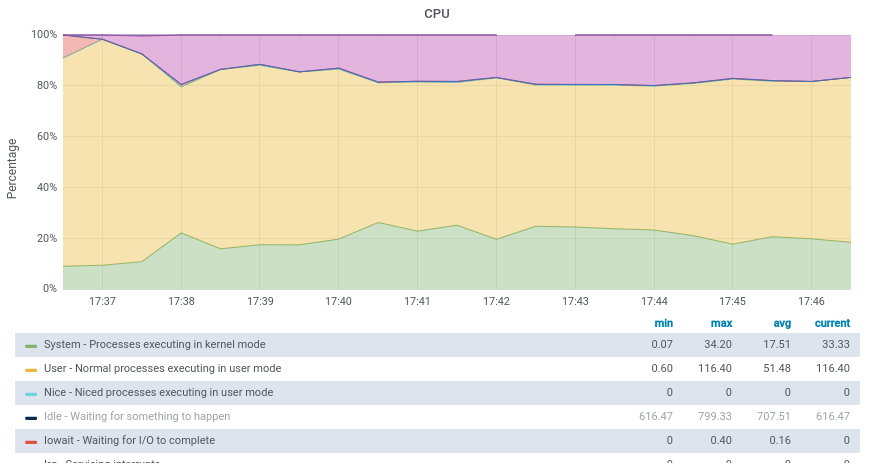 CPU
100%
80%
60%
40%
20%
0%
Percentage
17:37 17:38 17:39 17:40 17:41 17:42 17:43 17:44 17:45 17:46
min max avg current
System - Processes executing in kernel mode 0.07 34.20 17.51 33.33
User - Normal processes executing in user mode 0.60 116.40 51.48 116.40
Nice - Niced processes executing in user mode 0 0 0 0
Idle - Waiting for something to happen 616.47 799.33 707.51 616.47
Iowait - Waiting for I/O to complete 0 0.40 0.16 0